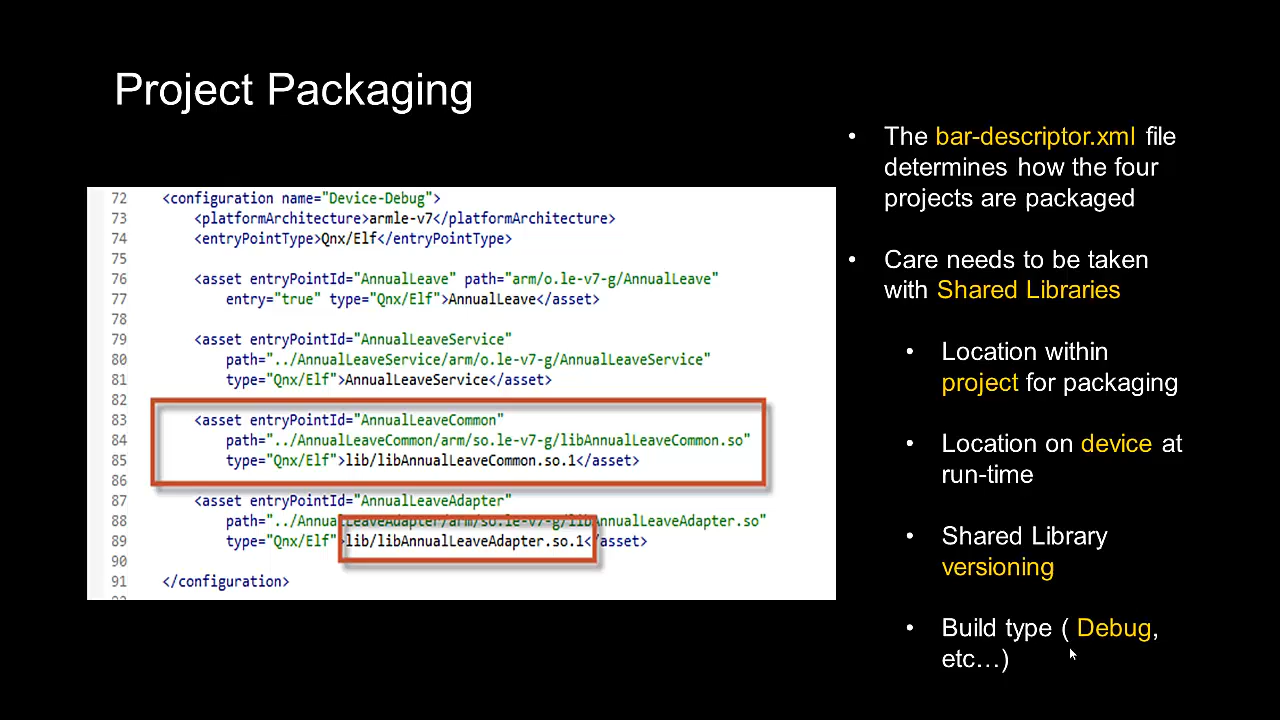 Project Packaging
72 <configuration name="Device-Debug">
73 <platformArchitecture>armle-v7</platformArchitecture>
74 <entryPointType>Qnx/Elf</entryPointType>
75
76 <asset entryPointId="AnnualLeave" path="arm/o.le-v7-g/AnnualLeave"
77 entry="true" type="Qnx/Elf">AnnualLeave</asset>
78
79 <asset entryPointId="AnnualLeaveService"
80 path="../AnnualLeaveService/arm/o.le-v7-g/AnnualLeaveService"
81 type="Qnx/Elf">AnnualLeaveService</asset>
82
83 <asset entryPointId="AnnualLeaveCommon"
84 path="../AnnualLeaveCommon/arm/so.le-v7-g/libAnnualLeaveCommon.so"
85 type="Qnx/Elf">lib/libAnnualLeaveCommon.so.1</asset>
86
87 <asset entryPointId="AnnualLeaveAdapter"
88 path="../AnnualLeaveAdapter/arm/so.le-v7-g/libAnnualLeaveAdapter.so"
89 type="Qnx/Elf">lib/libAnnualLeaveAdapter.so.1</asset>
90
91 </configuration>
• The bar-descriptor.xml file
determines how the four
projects are packaged
• Care needs to be taken
with Shared Libraries
• Location within
project for packaging
• Location on device at
run-time
• Shared Library
versioning
• Build type ( Debug,
etc…)